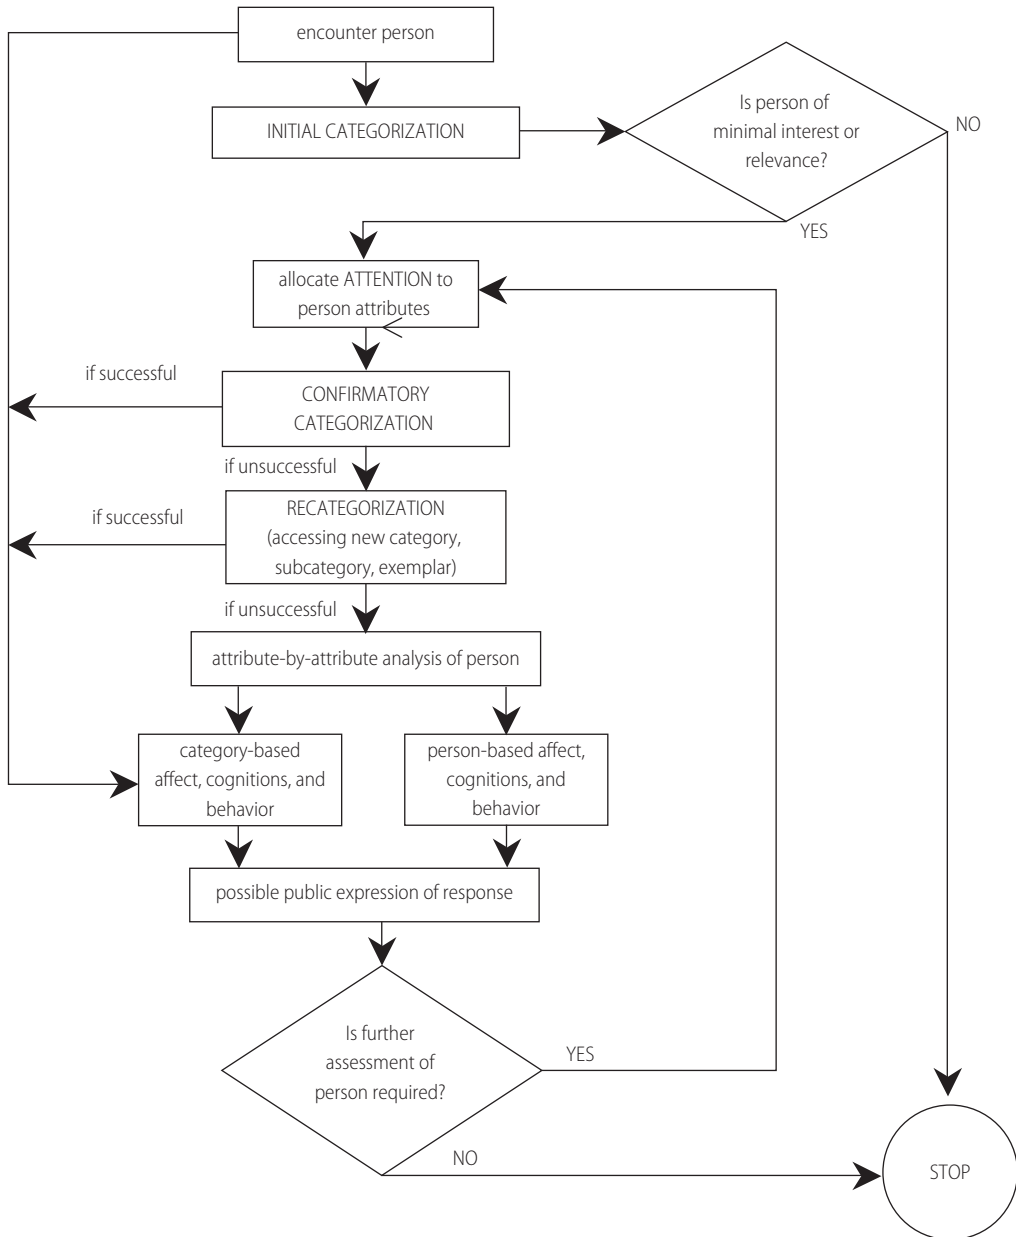 encounter person
INITIAL CATEGORIZATION
Is person of
minimal interest or
relevance?
NO
YES
allocate ATTENTION to
person attributes
if successful
CONFIRMATORY
CATEGORIZATION
if unsuccessful
if successful
RECATEGORIZATION
(accessing new category,
subcategory, exemplar)
if unsuccessful
attribute-by-attribute analysis of person
category-based
affect, cognitions, and
behavior
person-based affect,
cognitions, and
behavior
possible public expression of response
Is further
assessment of
person required?
YES
NO
STOP